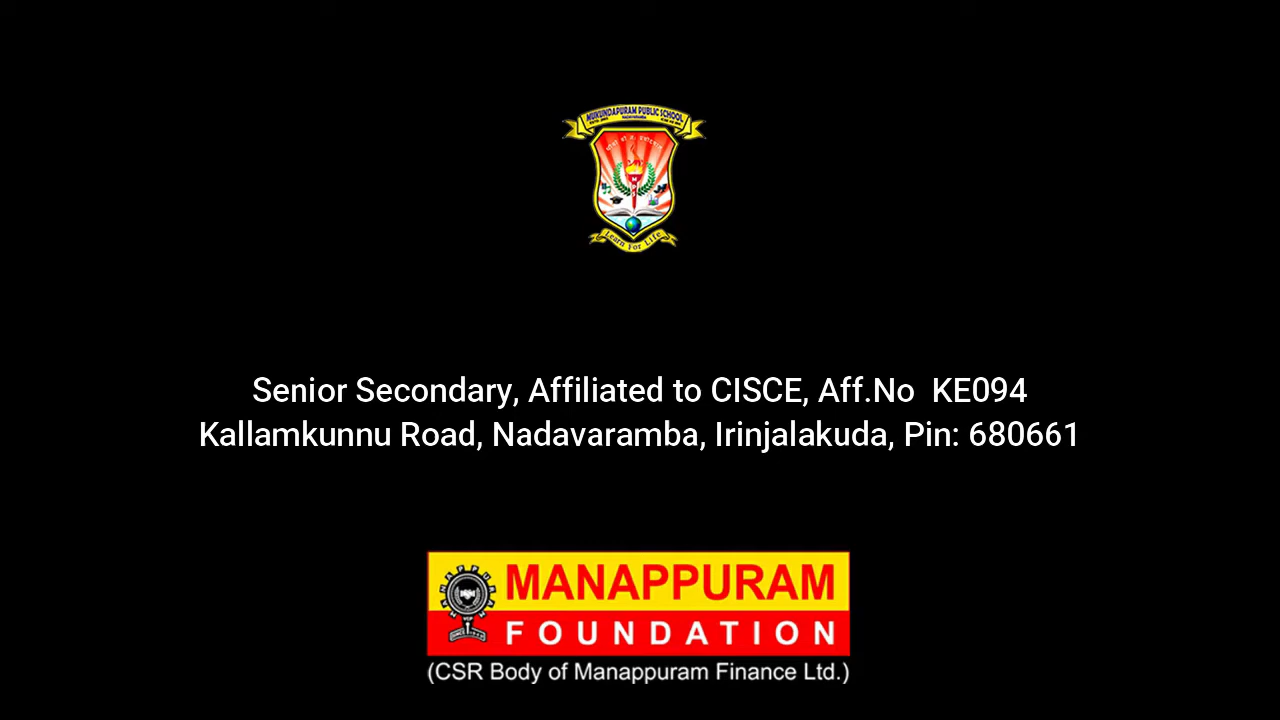 MUKUNDAPURAM PUBLIC SCHOOL
NADAVARAMBA
Learn For Life
Senior Secondary, Affiliated to CISCE, Aff.No  KE094
Kallamkunnu Road, Nadavaramba, Irinjalakuda, Pin: 680661
MANAPPURAM
FOUNDATION
(CSR Body of Manappuram Finance Ltd.)